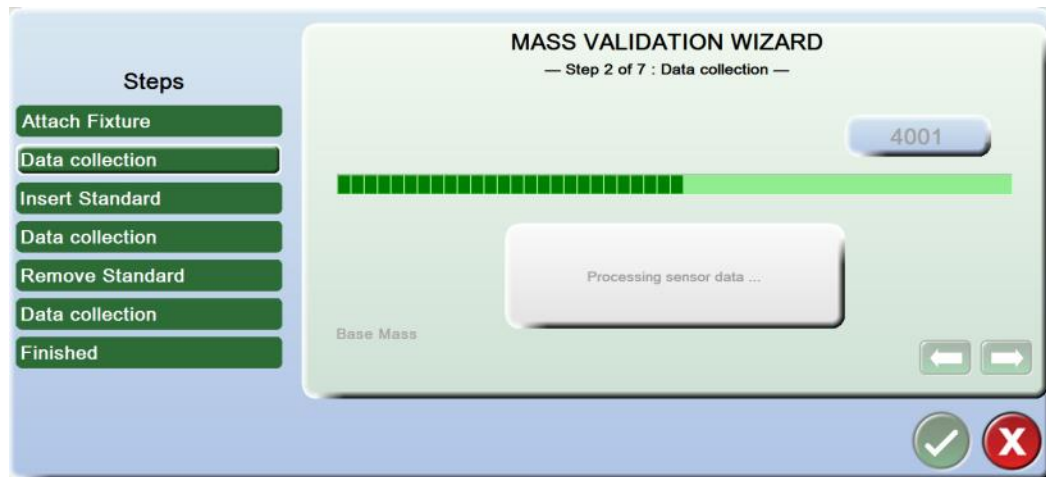 MASS VALIDATION WIZARD
— Step 2 of 7 : Data collection —
Steps
Attach Fixture
Data collection
Insert Standard
Data collection
Remove Standard
Data collection
Finished
4001
Processing sensor data ...
Base Mass